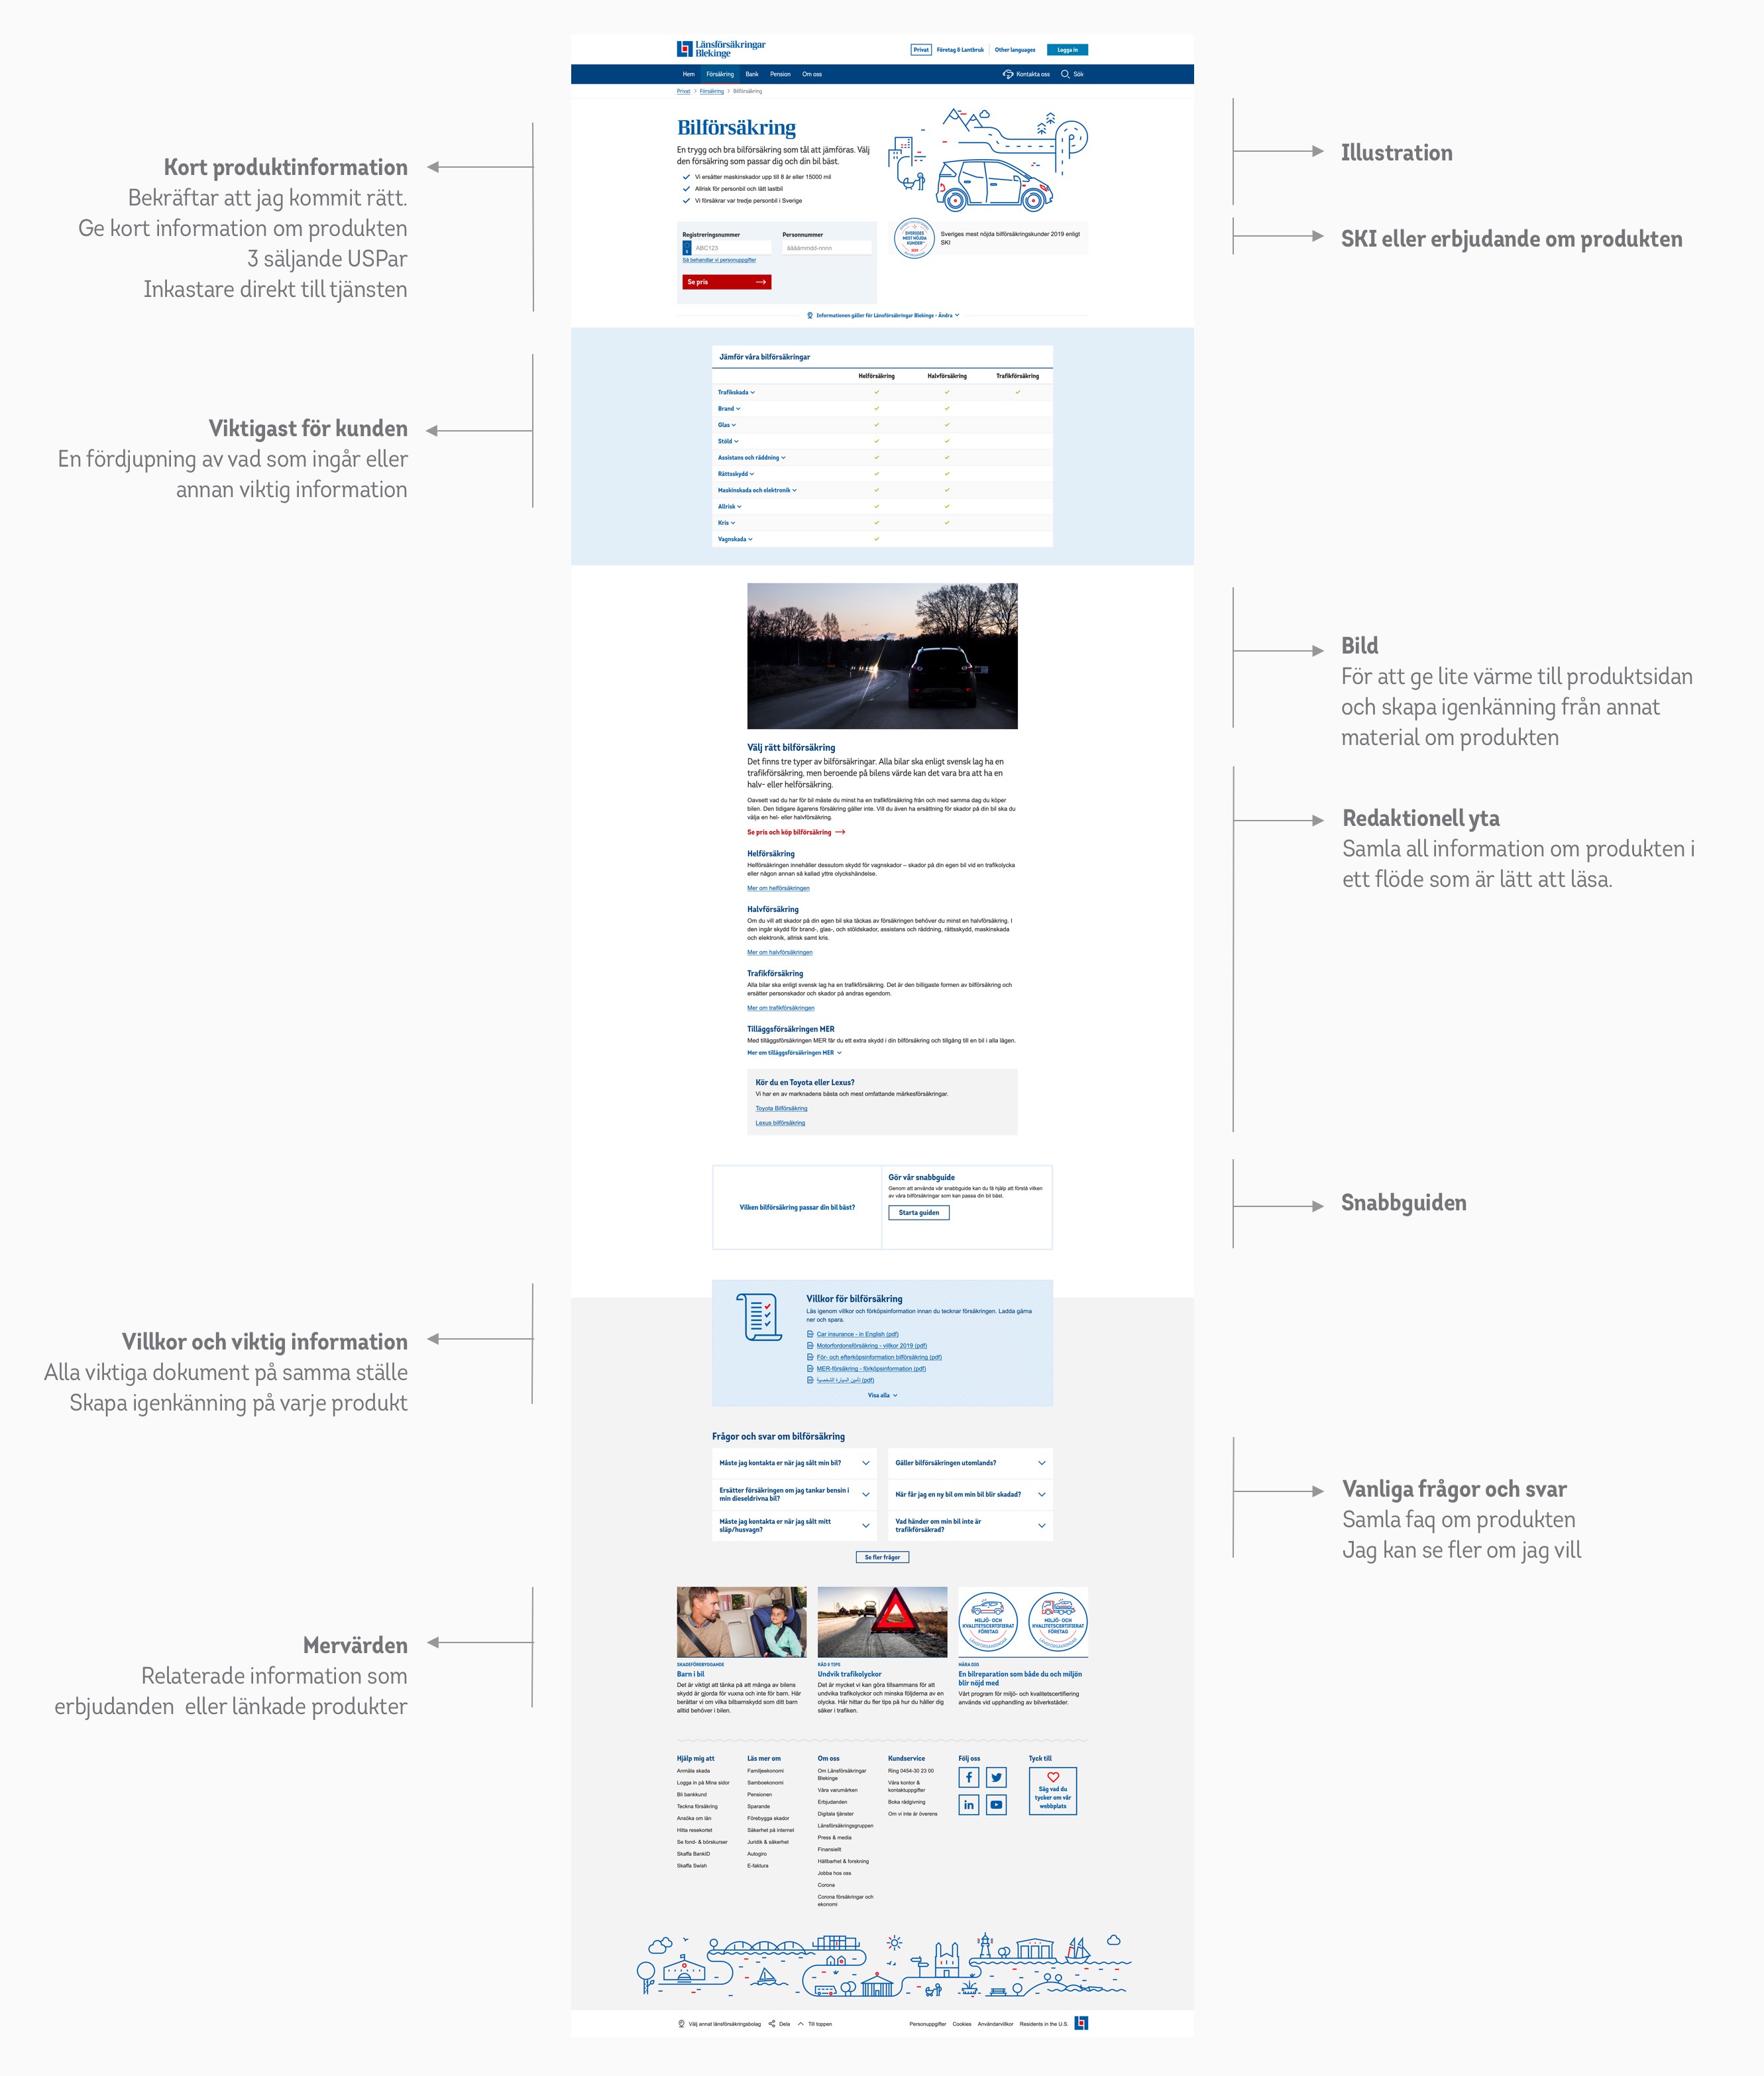 Länsförsäkringar
Blekinge
Privat
Företag & Lantbruk
Other languages
Logga in
Hem
Försäkring
Bank
Pension
Om oss
Kontakta oss
Sök
Privat > Försäkring > Bilförsäkring
Bilförsäkring
En trygg och bra bilförsäkring som tål att jämföras. Välj
den försäkring som passar dig och din bil bäst.
Vi ersätter maskinskador upp till 8 år eller 15000 mil
Allrisk för personbil och lätt lastbil
Vi försäkrar var tredje personbil i Sverige
Registreringsnummer
Personnummer
ABC123
ååååmmdd-nnnn
Så behandlar vi personuppgifter
Se pris
SVERIGES
MEST NÖJDA
KUNDER
2019
Sveriges mest nöjda bilförsäkringskunder 2019 enligt
SKI
Informationen gäller för Länsförsäkringar Blekinge - Ändra
Kort produktinformation
Bekräftar att jag kommit rätt.
Ge kort information om produkten
3 säljande USPar
Inkastare direkt till tjänsten
Illustration
SKI eller erbjudande om produkten
Jämför våra bilförsäkringar
Helförsäkring
Halvförsäkring
Trafikförsäkring
Trafikskada
Brand
Glas
Stöld
Assistans och räddning
Rättsskydd
Maskinskada och elektronik
Allrisk
Kris
Vagnskada
Viktigast för kunden
En fördjupning av vad som ingår eller
annan viktig information
Bild
För att ge lite värme till produktsidan
och skapa igenkänning från annat
material om produkten
Välj rätt bilförsäkring
Det finns tre typer av bilförsäkringar. Alla bilar ska enligt svensk lag ha en
trafikförsäkring, men beroende på bilens värde kan det vara bra att ha en
halv- eller helförsäkring.
Oavsett vad du har för bil måste du minst ha en trafikförsäkring från och med samma dag du köper
bilen. Den tidigare ägarens försäkring gäller inte. Vill du även ha ersättning för skador på din bil ska du
välja en hel- eller halvförsäkring.
Se pris och köp bilförsäkring
Helförsäkring
Helförsäkringen innehåller dessutom skydd för vagnskador – skador på din egen bil vid en trafikolycka
eller någon annan så kallad yttre olyckshändelse.
Mer om helförsäkringen
Halvförsäkring
Om du vill att skador på din egen bil ska täckas av försäkringen behöver du minst en halvförsäkring. I
den ingår skydd för brand-, glas-, och stöldskador, assistans och räddning, rättsskydd, maskinskada
och elektronik, allrisk samt kris.
Mer om halvförsäkringen
Trafikförsäkring
Alla bilar ska enligt svensk lag ha en trafikförsäkring. Det är den billigaste formen av bilförsäkring och
ersätter personskador och skador på andras egendom.
Mer om trafikförsäkringen
Tilläggsförsäkringen MER
Med tilläggsförsäkringen MER får du ett extra skydd i din bilförsäkring och tillgång till en bil i alla lägen.
Mer om tilläggsförsäkringen MER
Kör du en Toyota eller Lexus?
Vi har en av marknadens bästa och mest omfattande märkesförsäkringar.
Toyota Bilförsäkring
Lexus bilförsäkring
Redaktionell yta
Samla all information om produkten i
ett flöde som är lätt att läsa.
Vilken bilförsäkring passar din bil bäst?
Gör vår snabbguide
Genom att använda vår snabbguide kan du få hjälp att förstå vilken
av våra bilförsäkringar som kan passa din bil bäst.
Starta guiden
Snabbguiden
Villkor för bilförsäkring
Läs igenom villkor och förköpsinformation innan du tecknar försäkringen. Ladda gärna
ner och spara.
Car insurance - in English (pdf)
Motorfordonsförsäkring - villkor 2019 (pdf)
För- och efterköpsinformation bilförsäkring (pdf)
MER-försäkring - förköpsinformation (pdf)
تأمين السيارة الشخصية (pdf)
Visa alla
Villkor och viktig information
Alla viktiga dokument på samma ställe
Skapa igenkänning på varje produkt
Frågor och svar om bilförsäkring
Måste jag kontakta er när jag sålt min bil?
Gäller bilförsäkringen utomlands?
Ersätter försäkringen om jag tankar bensin i
min dieseldrivna bil?
När får jag en ny bil om min bil blir skadad?
Måste jag kontakta er när jag sålt mitt
släp/husvagn?
Vad händer om min bil inte är
trafikförsäkrad?
Se fler frågor
Vanliga frågor och svar
Samla faq om produkten
Jag kan se fler om jag vill
MILJÖ- OCH
KVALITETSCERTIFIERAT
FÖRETAG
LÄNSFÖRSÄKRINGAR
MILJÖ- OCH
KVALITETSCERTIFIERAT
FÖRETAG
LÄNSFÖRSÄKRINGAR
SKADEFÖREBYGGANDE
Barn i bil
Det är viktigt att tänka på att många av bilens
skydd är gjorda för vuxna och inte för barn. Här
berättar vi om vilka bilbarnskydd som ditt barn
alltid behöver i bilen.
RÅD & TIPS
Undvik trafikolyckor
Det är mycket vi kan göra tillsammans för att
undvika trafikolyckor och minska följderna av en
olycka. Här hittar du fler tips på hur du håller dig
säker i trafiken.
NÄRA DIG
En bilreparation som både du och miljön
blir nöjd med
Vårt program för miljö- och kvalitetscertifiering
används vid upphandling av bilverkstäder.
Mervärden
Relaterade information som
erbjudanden eller länkade produkter
Hjälp mig att
Anmäla skada
Logga in på Mina sidor
Bli bankkund
Teckna försäkring
Ansöka om lån
Hitta resekortet
Se fond- & börskurser
Skaffa BankID
Skaffa Swish
Läs mer om
Familjeekonomi
Samboekonomi
Pensionen
Sparande
Förebygga skador
Säkerhet på internet
Juridik & säkerhet
Autogiro
E-faktura
Om oss
Om Länsförsäkringar
Blekinge
Våra varumärken
Erbjudanden
Digitala tjänster
Länsförsäkringsgruppen
Press & media
Finansiellt
Hållbarhet & forskning
Jobba hos oss
Corona
Corona försäkringar och
ekonomi
Kundservice
Ring 0454-30 23 00
Våra kontor &
kontaktuppgifter
Boka rådgivning
Om vi inte är överens
Följ oss
Tyck till
Säg vad du
tycker om vår
webbplats
Välj annat länsförsäkringsbolag
Dela
Till toppen
Personuppgifter
Cookies
Användarvillkor
Residents in the U.S.